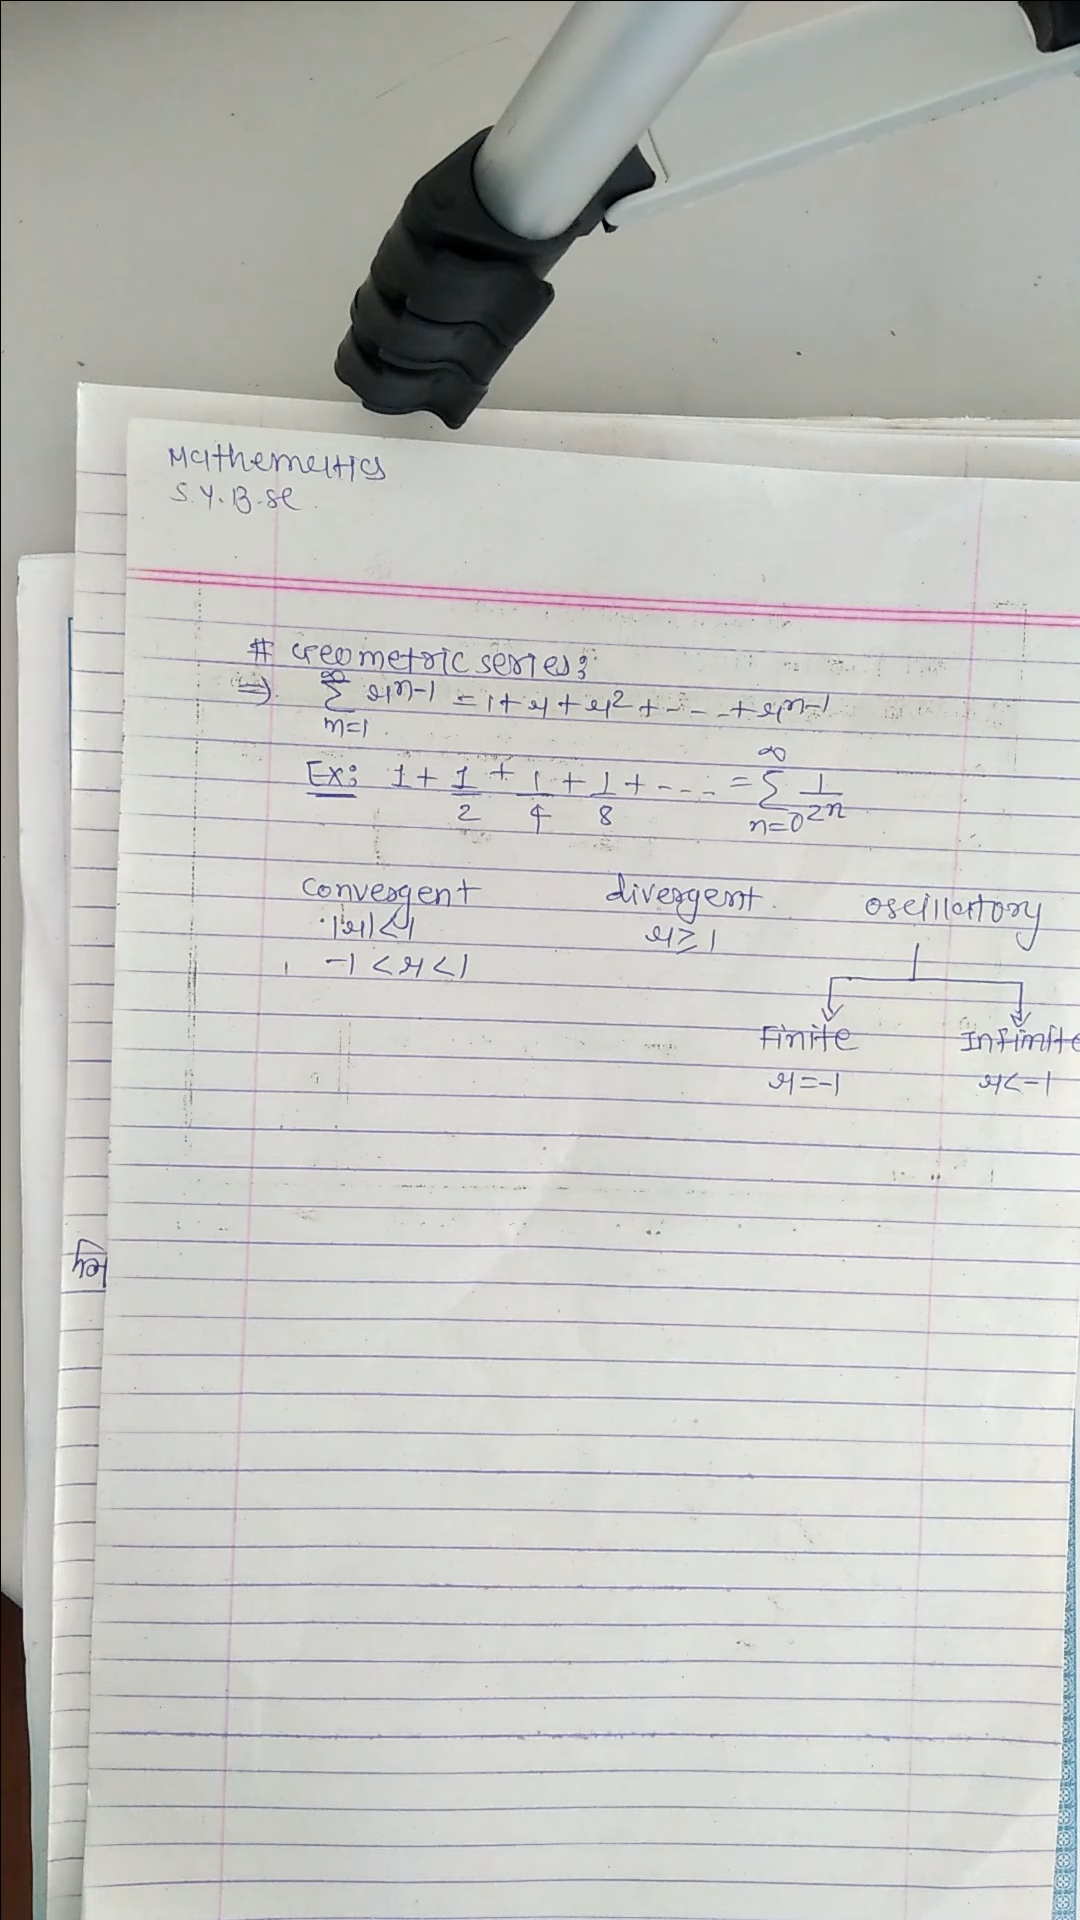 Mathematics
S.Y.B.sc
# Geometric series:
⇒ ∞∑n=1 r^n-1 = 1 + r + r² + - - - + r^n-1
Ex: 1 + 1/2 + 1/4 + 1/8 + - - - = ∞∑n=0 1/2^n
convergent divergent oscillatory
|r|<1 r≥1
-1<r<1
Finite Infinite
r=-1 r<-1